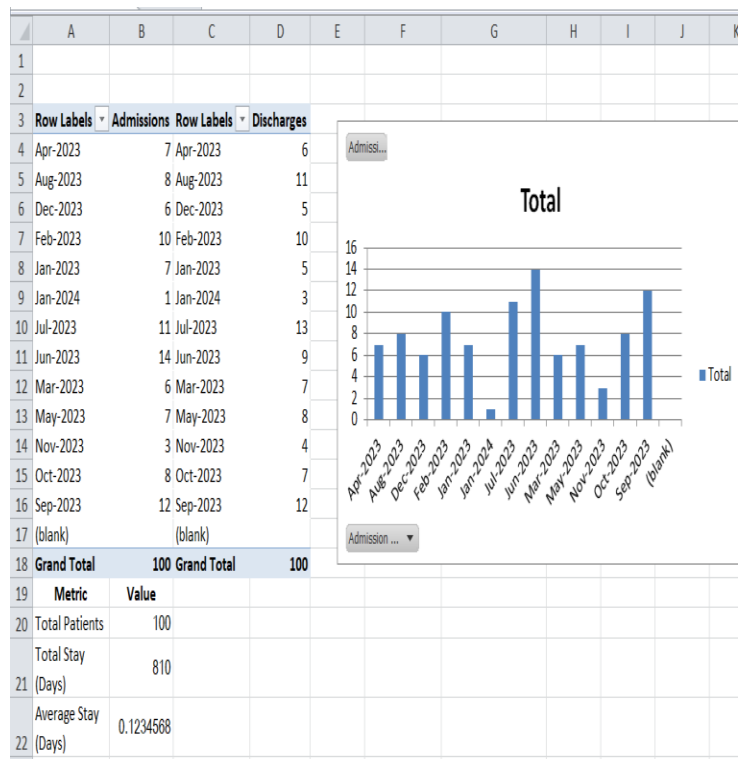 A B C D E F G H I J K
1
2
3 Row Labels Admissions Row Labels Discharges
4 Apr-2023 7 Apr-2023 6
5 Aug-2023 8 Aug-2023 11
6 Dec-2023 6 Dec-2023 5
7 Feb-2023 10 Feb-2023 10
8 Jan-2023 7 Jan-2023 5
9 Jan-2024 1 Jan-2024 3
10 Jul-2023 11 Jul-2023 13
11 Jun-2023 14 Jun-2023 9
12 Mar-2023 6 Mar-2023 7
13 May-2023 7 May-2023 8
14 Nov-2023 3 Nov-2023 4
15 Oct-2023 8 Oct-2023 7
16 Sep-2023 12 Sep-2023 12
17 (blank) (blank)
18 Grand Total 100 Grand Total 100
19 Metric Value
20 Total Patients 100
Total Stay
21 (Days) 810
Average Stay
22 (Days) 0.1234568
Admissi...
Total
16
14
12
10
8
6
4
2
0
Apr-2023 Aug-2023 Dec-2023 Feb-2023 Jan-2023 Jan-2024 Jul-2023 Jun-2023 Mar-2023 May-2023 Nov-2023 Oct-2023 Sep-2023 (blank)
Total
Admission ...